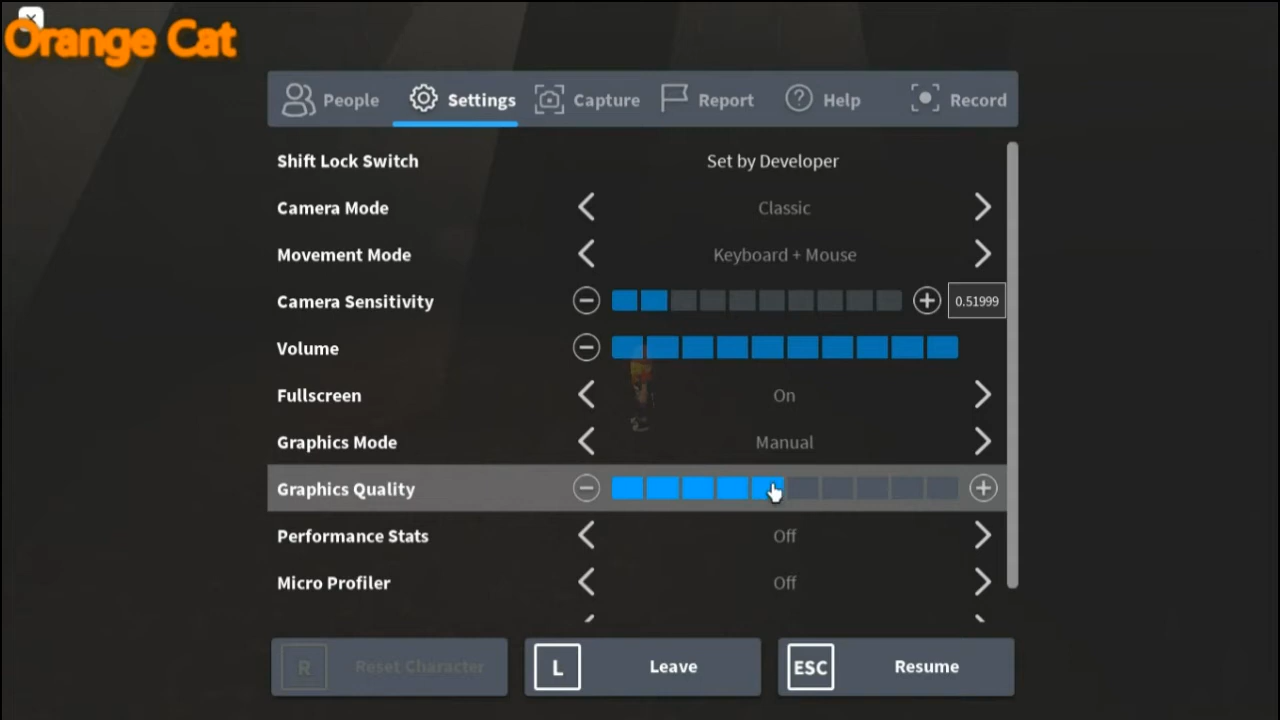 Orange Cat
People Settings Capture Report Help Record
Shift Lock Switch Set by Developer
Camera Mode Classic
Movement Mode Keyboard + Mouse
Camera Sensitivity 0.51999
Volume
Fullscreen On
Graphics Mode Manual
Graphics Quality
Performance Stats Off
Micro Profiler Off
R Reset Character L Leave ESC Resume